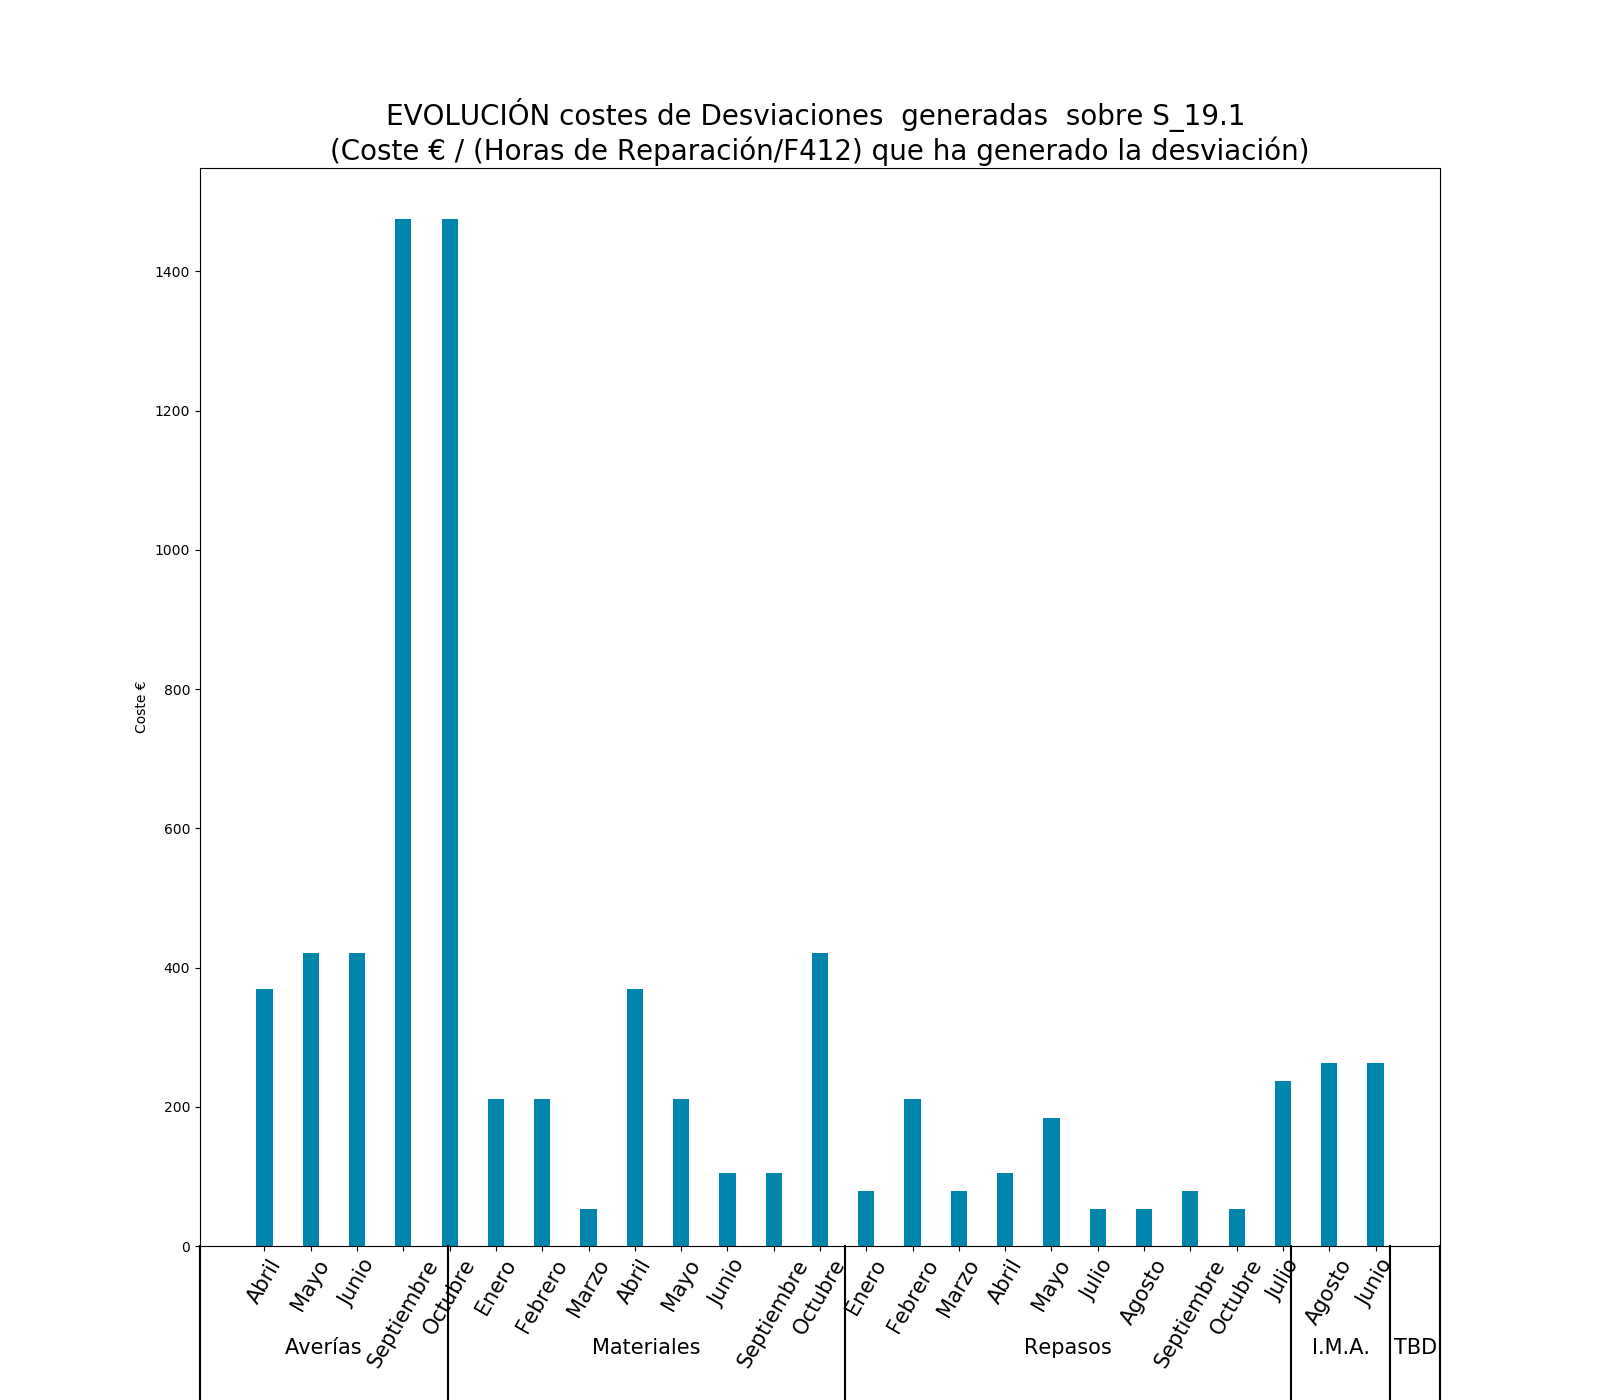 EVOLUCIÓN costes de Desviaciones  generadas  sobre S_19.1
(Coste € / (Horas de Reparación/F412) que ha generado la desviación)
1400
1200
1000
800
600
400
200
0
Coste €
Abril
Mayo
Junio
Septiembre
Octubre
Enero
Febrero
Marzo
Abril
Mayo
Junio
Septiembre
Octubre
Enero
Febrero
Marzo
Abril
Mayo
Julio
Agosto
Septiembre
Octubre
Julio
Agosto
Junio
Averías
Materiales
Repasos
I.M.A.
TBD